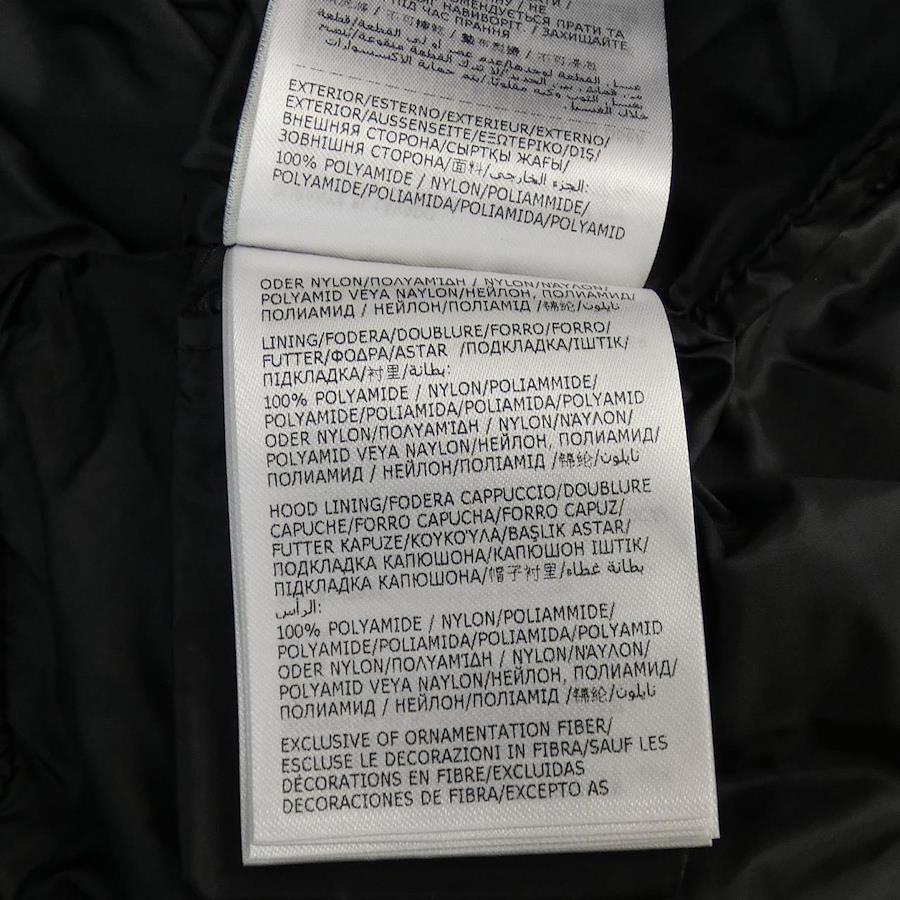 НАВИВОРІТ. / ЗАХИЩАЙТЕ
ПІД ЧАС ПРАННЯ
EXTERIOR/ESTERNO/EXTERIEUR/EXTERNO/
EXTERIOR/AUSSENSEITE/ΕΞΩΤΕΡΙΚΟ/DIŞ/
ВНЕШНЯЯ СТОРОНА/СЫРТҚЫ ЖАҒЫ/
ЗОВНІШНЯ СТОРОНА/面料/الجزء الخارجي:
100% POLYAMIDE / NYLON/POLIAMMIDE/
POLYAMIDE/POLIAMIDA/POLIAMIDA/POLYAMID
ODER NYLON/ΠΟΛΥΑΜΊΔΗ / NYLON/ΝΆΥΛΟΝ/
POLYAMID VEYA NAYLON/НЕЙЛОН, ПОЛИАМИД/
ПОЛИАМИД / НЕЙЛОН/ПОЛІАМІД /锦纶/نايلون
LINING/FODERA/DOUBLURE/FORRO/FORRO/
FUTTER/ΦΟΔΡΑ/ASTAR /ПОДКЛАДКА/ІШТІК/
ПІДКЛАДКА/衬里/بطانة:
100% POLYAMIDE / NYLON/POLIAMMIDE/
POLYAMIDE/POLIAMIDA/POLIAMIDA/POLYAMID
ODER NYLON/ΠΟΛΥΑΜΊΔΗ / NYLON/ΝΆΥΛΟΝ/
POLYAMID VEYA NAYLON/НЕЙЛОН, ПОЛИАМИД/
ПОЛИАМИД / НЕЙЛОН/ПОЛІАМІД /锦纶/نايلون
HOOD LINING/FODERA CAPPUCCIO/DOUBLURE
CAPUCHE/FORRO CAPUCHA/FORRO CAPUZ/
FUTTER KAPUZE/ΚΟΥΚΟΎΛΑ/BAŞLIK ASTAR/
ПОДКЛАДКА КАПЮШОНА/КАПЮШОН ІШТІК/
ПІДКЛАДКА КАПЮШОНА/帽子衬里/بطانة غطاء
الرأس:
100% POLYAMIDE / NYLON/POLIAMMIDE/
POLYAMIDE/POLIAMIDA/POLIAMIDA/POLYAMID
ODER NYLON/ΠΟΛΥΑΜΊΔΗ / NYLON/ΝΆΥΛΟΝ/
POLYAMID VEYA NAYLON/НЕЙЛОН, ПОЛИАМИД/
ПОЛИАМИД / НЕЙЛОН/ПОЛІАМІД /锦纶/نايلون
EXCLUSIVE OF ORNAMENTATION FIBER/
ESCLUSE LE DECORAZIONI IN FIBRA/SAUF LES
DÉCORATIONS EN FIBRE/EXCLUIDAS
DECORACIONES DE FIBRA/EXCEPTO AS